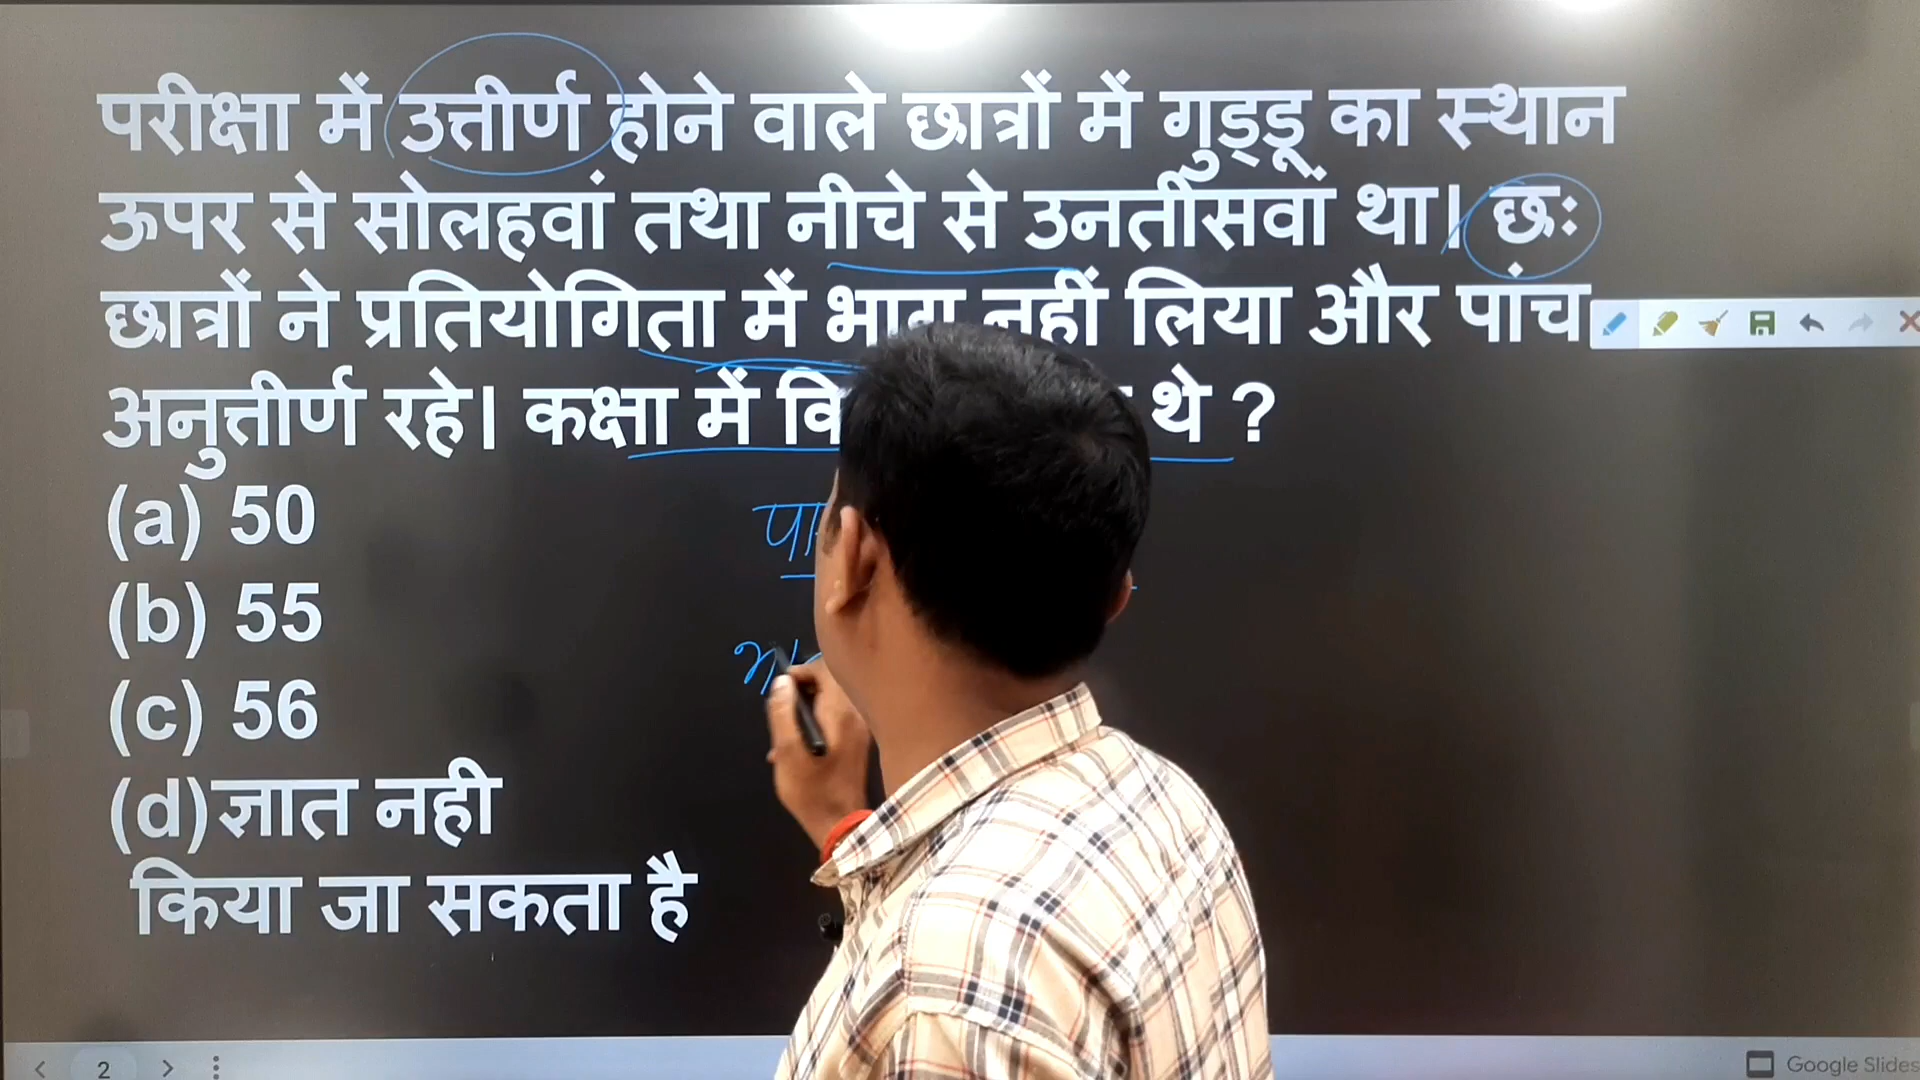 परीक्षा में उत्तीर्ण होने वाले छात्रों में गुड्डू का स्थान
ऊपर से सोलहवां तथा नीचे से उनतीसवां था। छः
छात्रों ने प्रतियोगिता में भाग नहीं लिया और पांच
अनुत्तीर्ण रहे। कक्षा में थे ?
(a) 50
(b) 55
(c) 56
(d) ज्ञात नही
किया जा सकता है
2
Google Slides